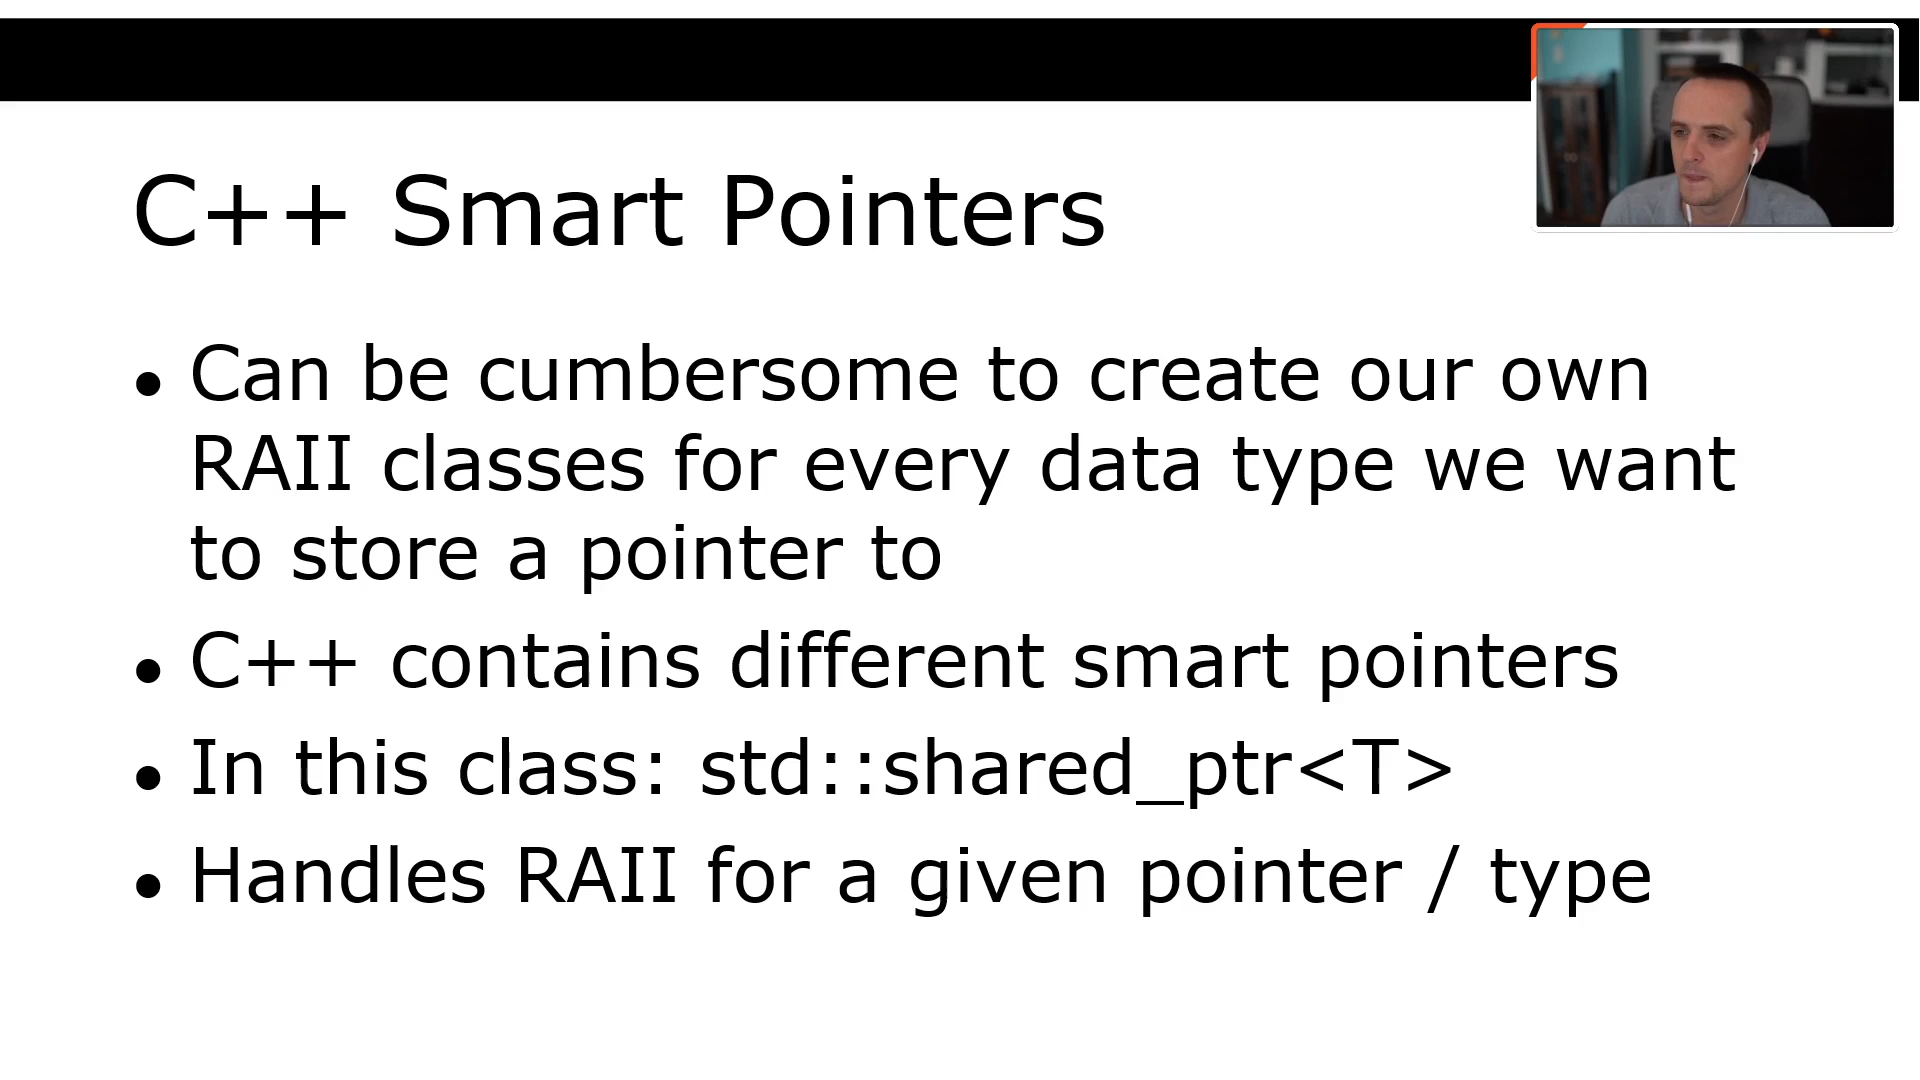 C++ Smart Pointers
• Can be cumbersome to create our own
RAII classes for every data type we want
to store a pointer to
• C++ contains different smart pointers
• In this class: std::shared_ptr<T>
• Handles RAII for a given pointer / type